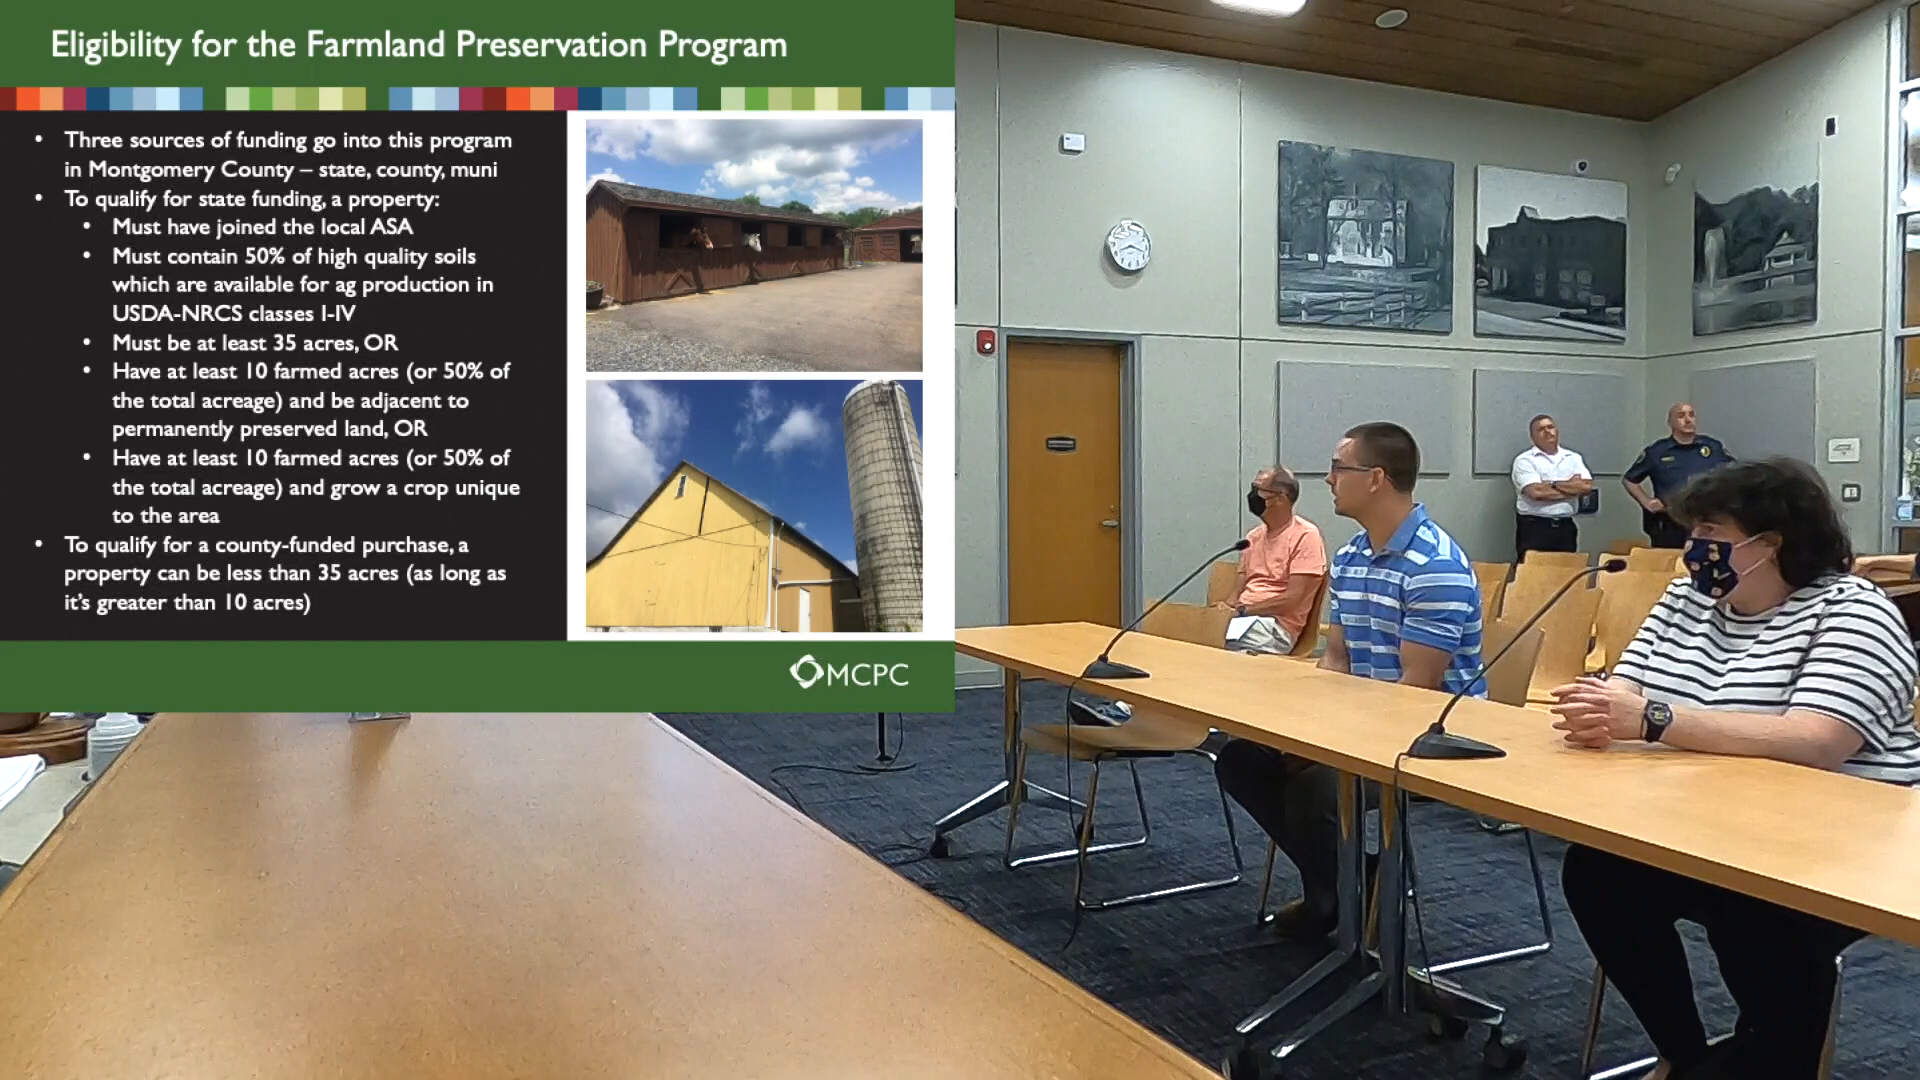 Eligibility for the Farmland Preservation Program
• Three sources of funding go into this program
in Montgomery County – state, county, muni
• To qualify for state funding, a property:
• Must have joined the local ASA
• Must contain 50% of high quality soils
which are available for ag production in
USDA-NRCS classes I-IV
• Must be at least 35 acres, OR
• Have at least 10 farmed acres (or 50% of
the total acreage) and be adjacent to
permanently preserved land, OR
• Have at least 10 farmed acres (or 50% of
the total acreage) and grow a crop unique
to the area
• To qualify for a county-funded purchase, a
property can be less than 35 acres (as long as
it's greater than 10 acres)
MCPC